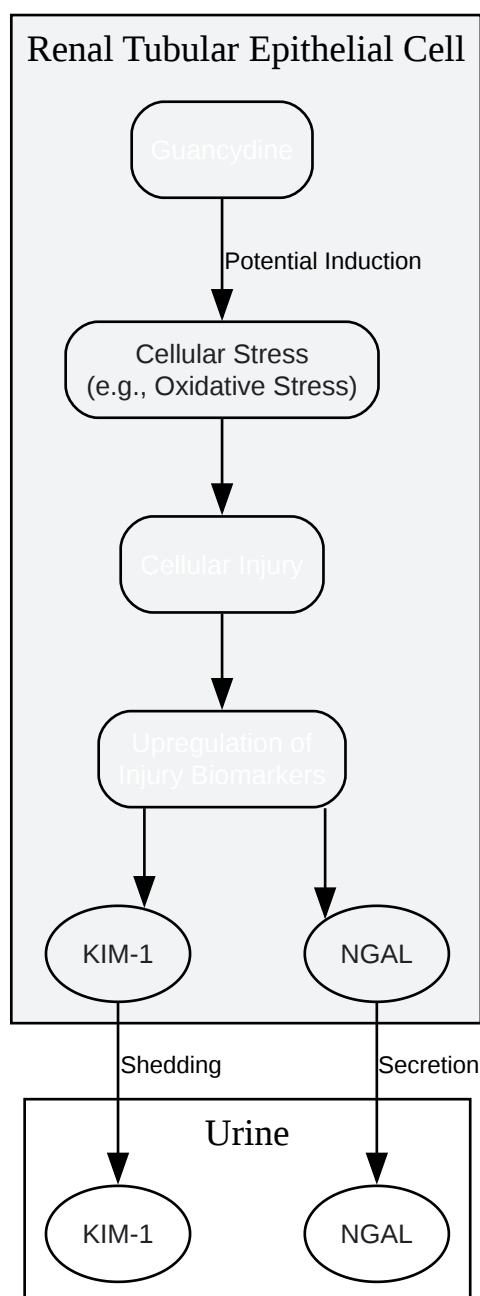 Renal Tubular Epithelial Cell
Guancydine
Potential Induction
Cellular Stress
(e.g., Oxidative Stress)
Cellular Injury
Upregulation of
Injury Biomarkers
KIM-1
NGAL
Shedding
Secretion
Urine
KIM-1
NGAL